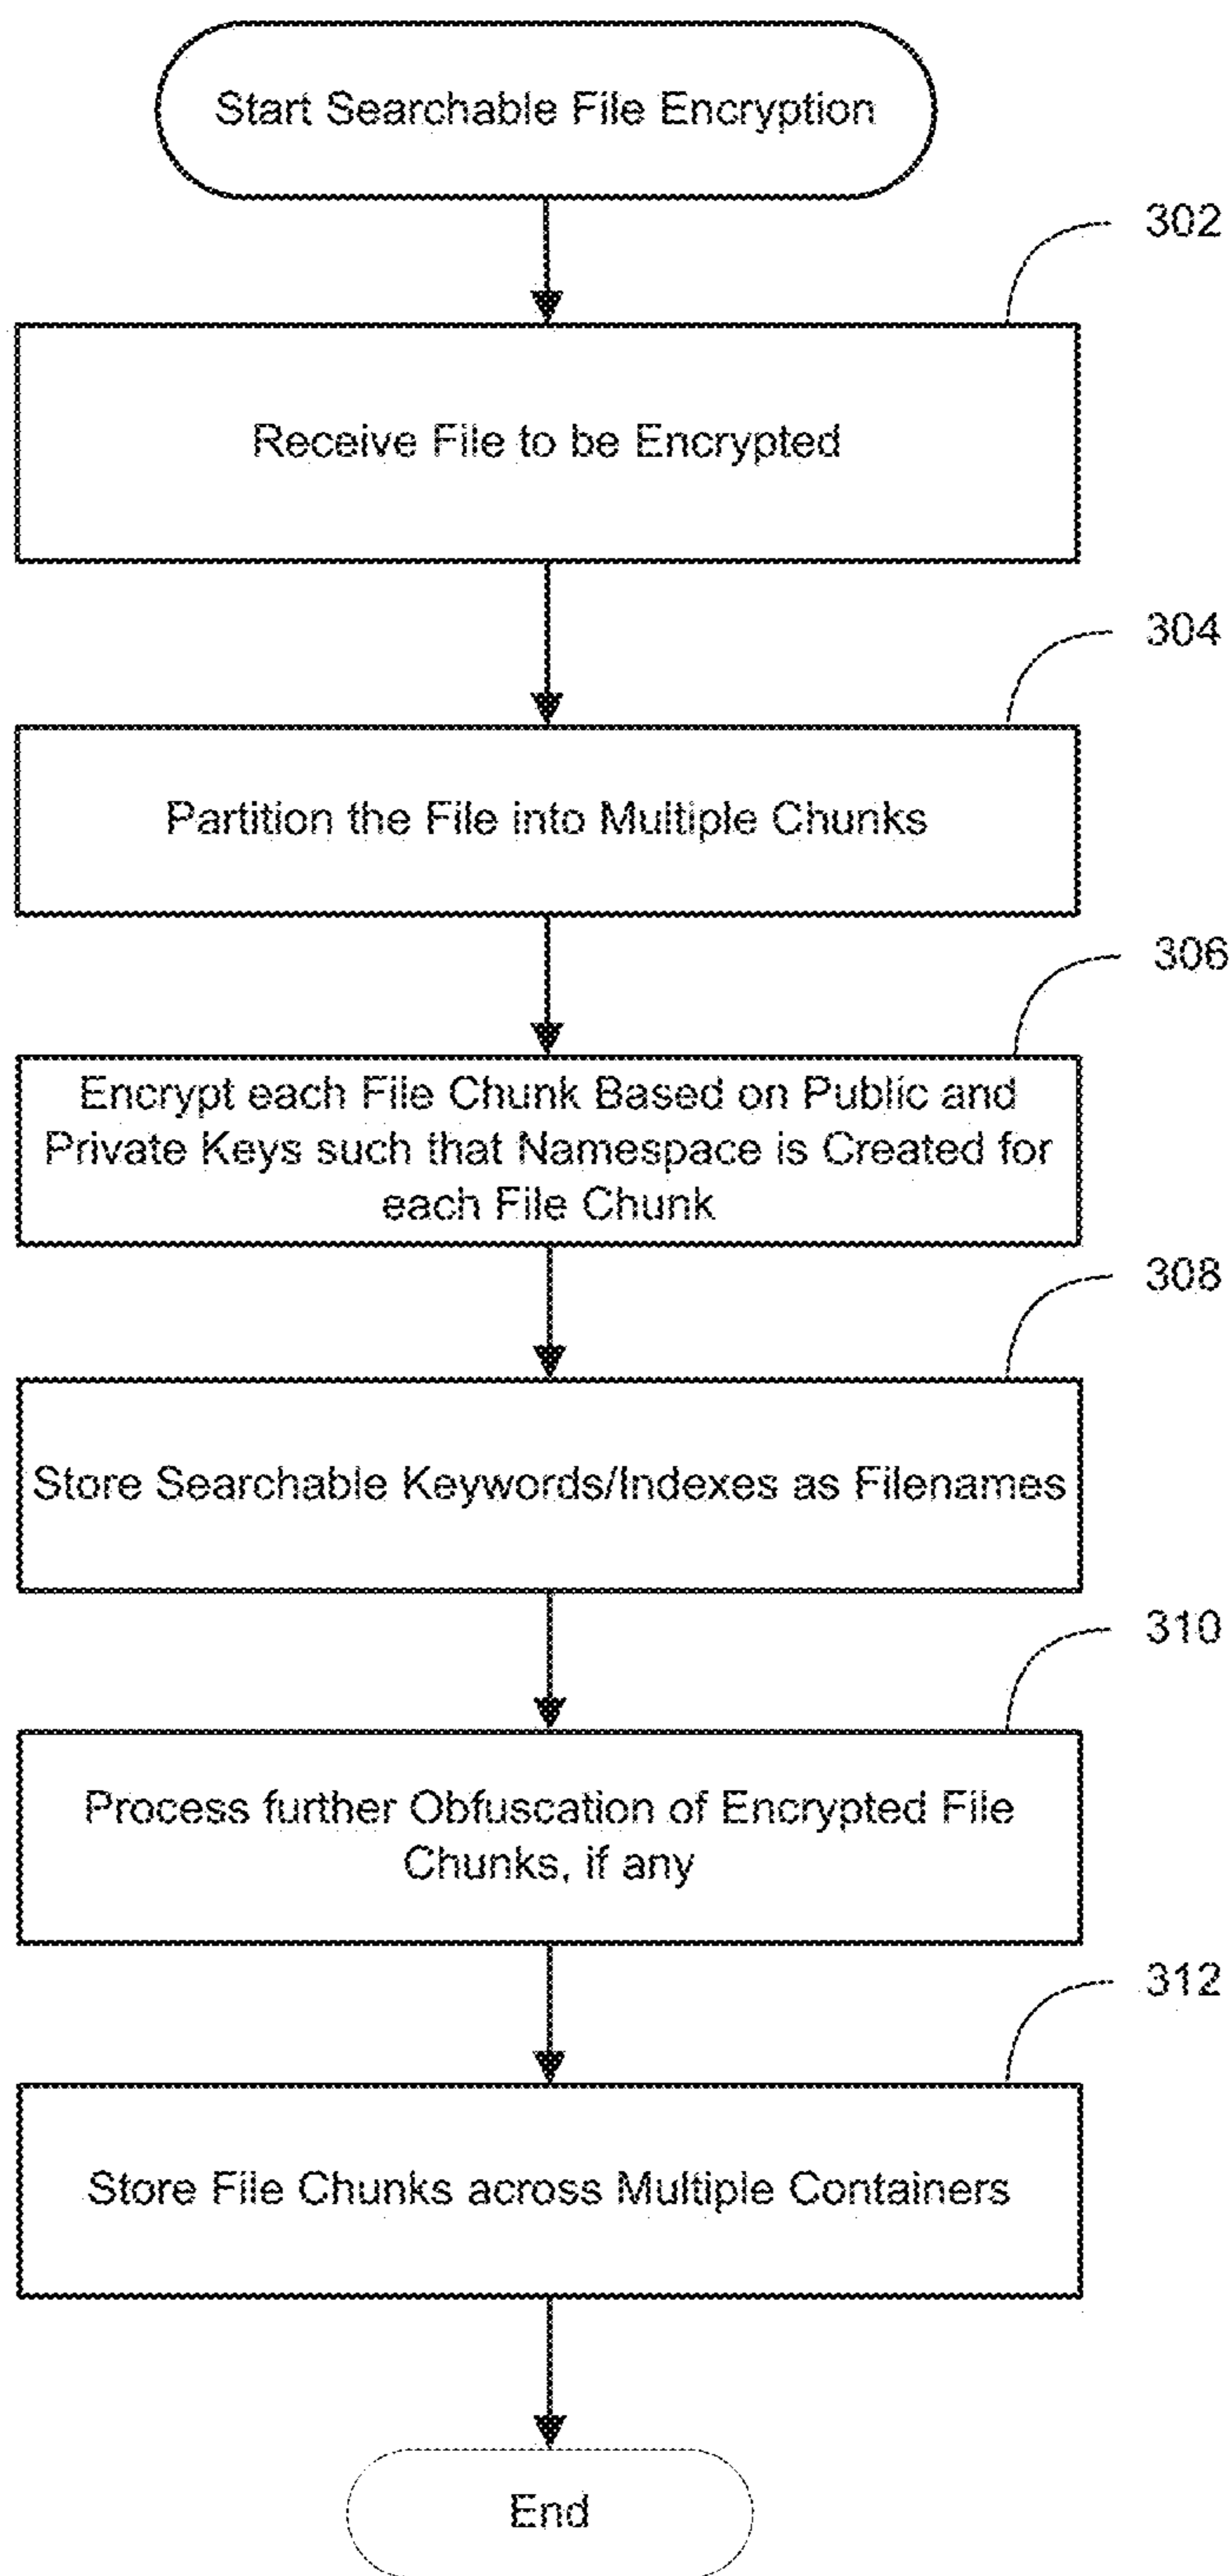 Start Searchable File Encryption
302
Receive File to be Encrypted
304
Partition the File into Multiple Chunks
306
Encrypt each File Chunk Based on Public and
Private Keys such that Namespace is Created for
each File Chunk
308
Store Searchable Keywords/Indexes as Filenames
310
Process further Obfuscation of Encrypted File
Chunks, if any
312
Store File Chunks across Multiple Containers
End